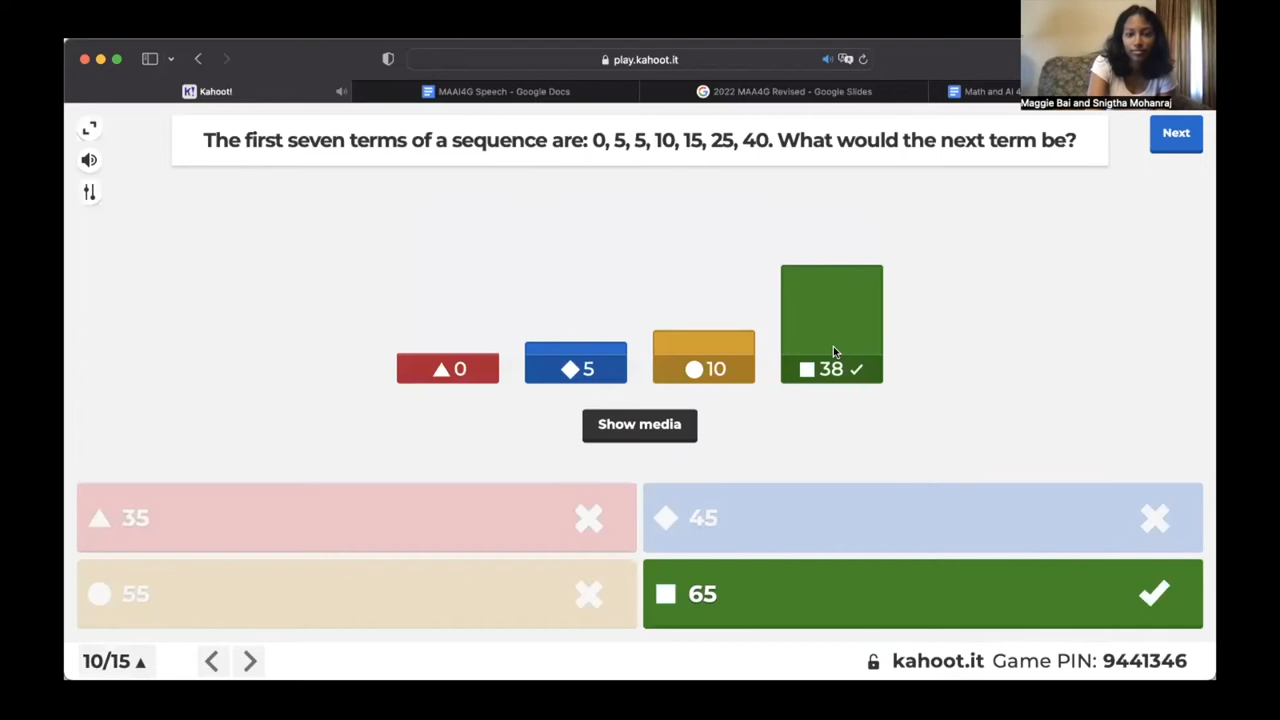 play.kahoot.it
K! Kahoot!
MAAI4G Speech - Google Docs
2022 MAA4G Revised - Google Slides
Math and AI 4
Maggie Bai and Snigtha Mohanraj
The first seven terms of a sequence are: 0, 5, 5, 10, 15, 25, 40. What would the next term be?
Next
0
5
10
38
Show media
35
45
55
65
10/15
kahoot.it Game PIN: 9441346